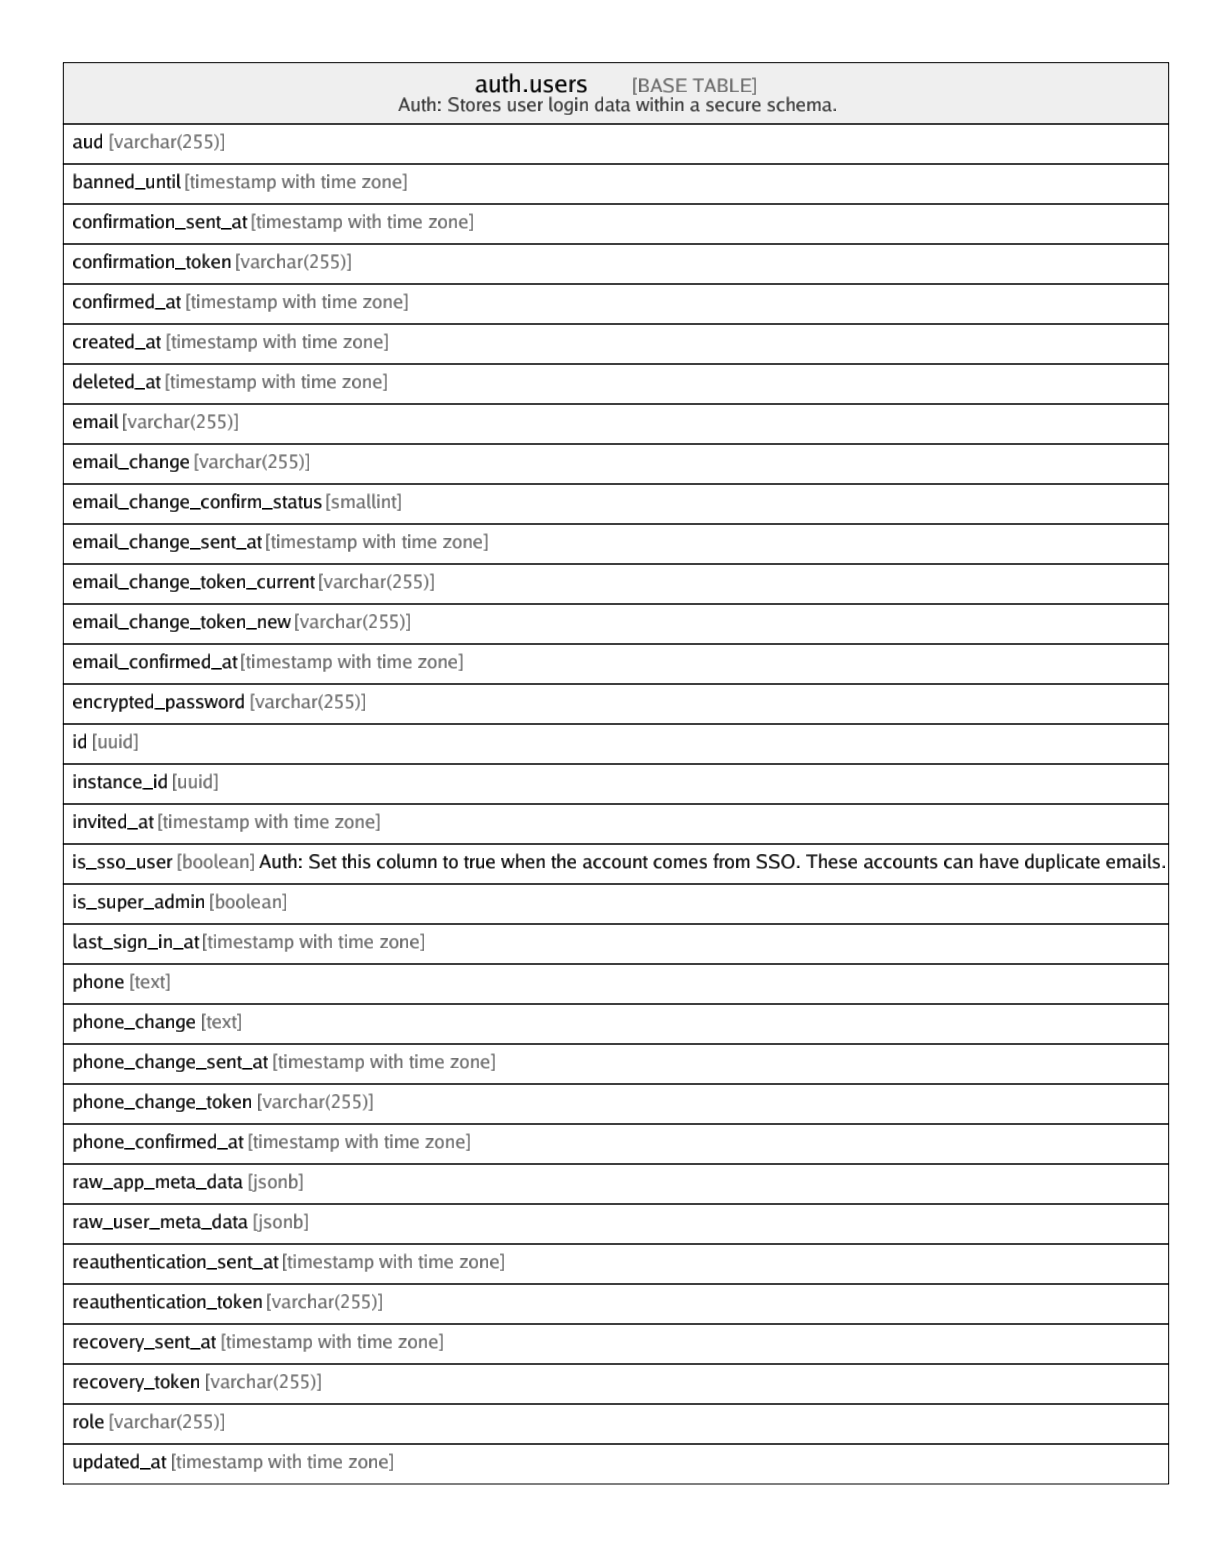 auth.users [BASE TABLE]
Auth: Stores user login data within a secure schema.
aud [varchar(255)]
banned_until [timestamp with time zone]
confirmation_sent_at [timestamp with time zone]
confirmation_token [varchar(255)]
confirmed_at [timestamp with time zone]
created_at [timestamp with time zone]
deleted_at [timestamp with time zone]
email [varchar(255)]
email_change [varchar(255)]
email_change_confirm_status [smallint]
email_change_sent_at [timestamp with time zone]
email_change_token_current [varchar(255)]
email_change_token_new [varchar(255)]
email_confirmed_at [timestamp with time zone]
encrypted_password [varchar(255)]
id [uuid]
instance_id [uuid]
invited_at [timestamp with time zone]
is_sso_user [boolean] Auth: Set this column to true when the account comes from SSO. These accounts can have duplicate emails.
is_super_admin [boolean]
last_sign_in_at [timestamp with time zone]
phone [text]
phone_change [text]
phone_change_sent_at [timestamp with time zone]
phone_change_token [varchar(255)]
phone_confirmed_at [timestamp with time zone]
raw_app_meta_data [jsonb]
raw_user_meta_data [jsonb]
reauthentication_sent_at [timestamp with time zone]
reauthentication_token [varchar(255)]
recovery_sent_at [timestamp with time zone]
recovery_token [varchar(255)]
role [varchar(255)]
updated_at [timestamp with time zone]